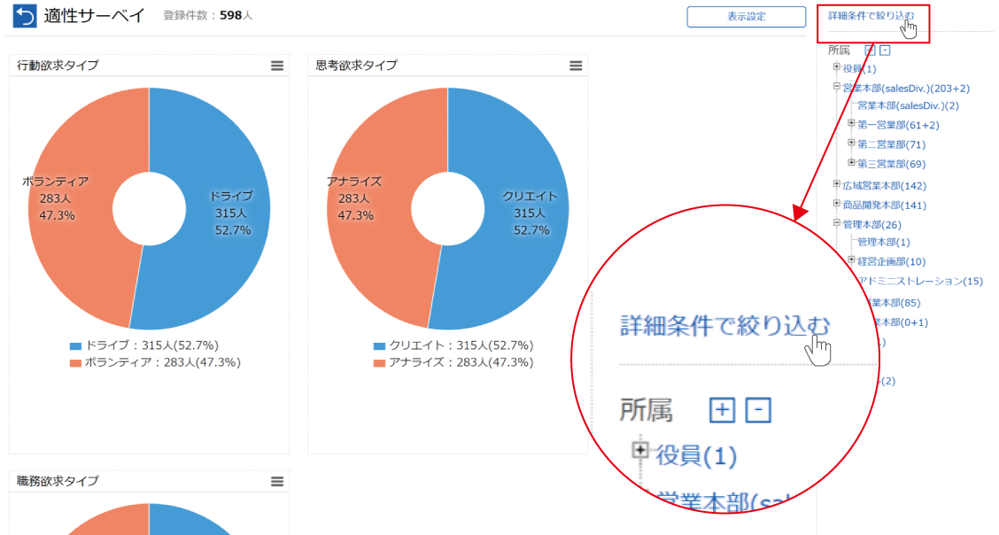 適性サーベイ 登録件数：598人
表示設定
詳細条件で絞り込む
行動欲求タイプ
ボランティア
283人
47.3%
ドライブ
315人
52.7%
ドライブ：315人(52.7%)
ボランティア：283人(47.3%)
思考欲求タイプ
アナライズ
283人
47.3%
クリエイト
315人
52.7%
クリエイト：315人(52.7%)
アナライズ：283人(47.3%)
職務欲求タイプ
所属 + -
役員(1)
営業本部(salesDiv.)(203+2)
営業本部(salesDiv.)(2)
第一営業部(61+2)
第二営業部(71)
第三営業部(69)
広域営業本部(142)
商品開発本部(141)
管理本部(26)
管理本部(1)
経営企画部(10)
アドミニストレーション(15)
業本部(85)
本部(0+1)
(2)
詳細条件で絞り込む
所属 + -
役員(1)
営業本部(sal